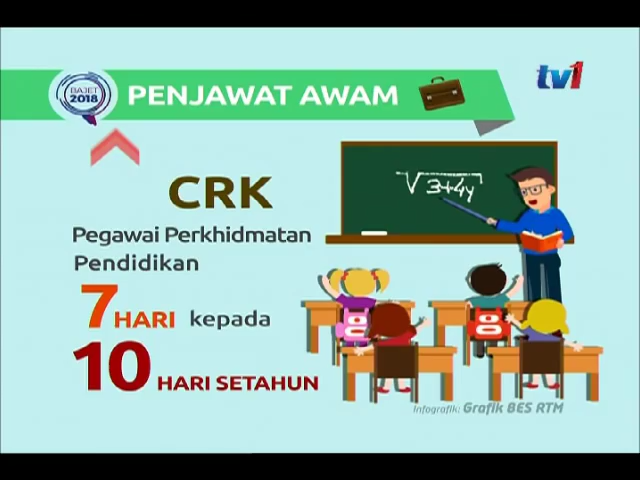 BAJET
2018
PENJAWAT AWAM
tv1
√3+4y
CRK
Pegawai Perkhidmatan
Pendidikan
7 HARI kepada
10 HARI SETAHUN
Infografik: Grafik BES RTM